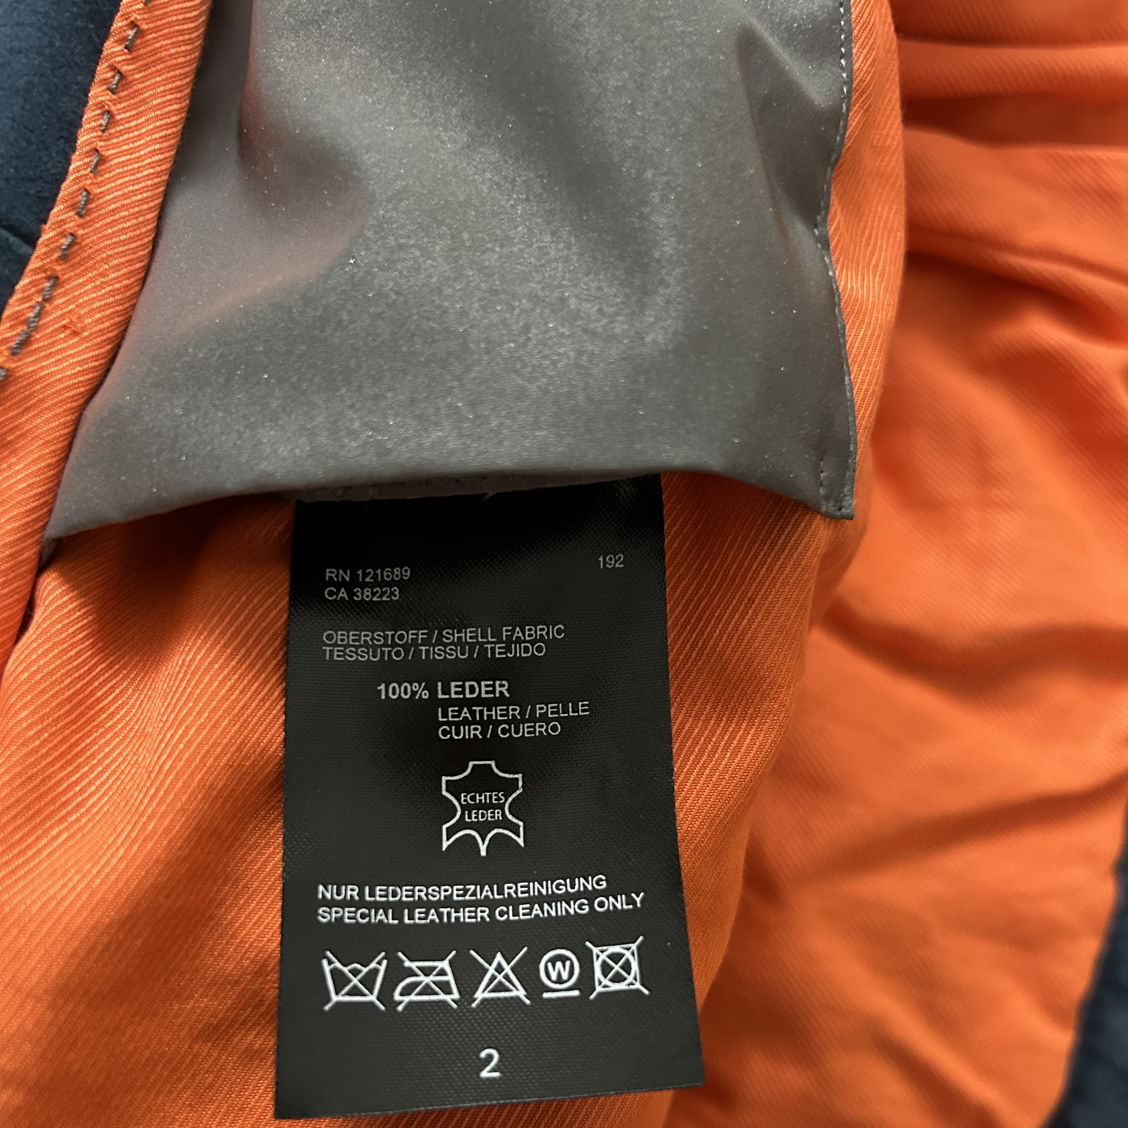 RN 121689
CA 38223
192
OBERSTOFF / SHELL FABRIC
TESSUTO / TISSU / TEJIDO
100% LEDER
LEATHER / PELLE
CUIR / CUERO
ECHTES
LEDER
NUR LEDERSPEZIALREINIGUNG
SPECIAL LEATHER CLEANING ONLY
W
2